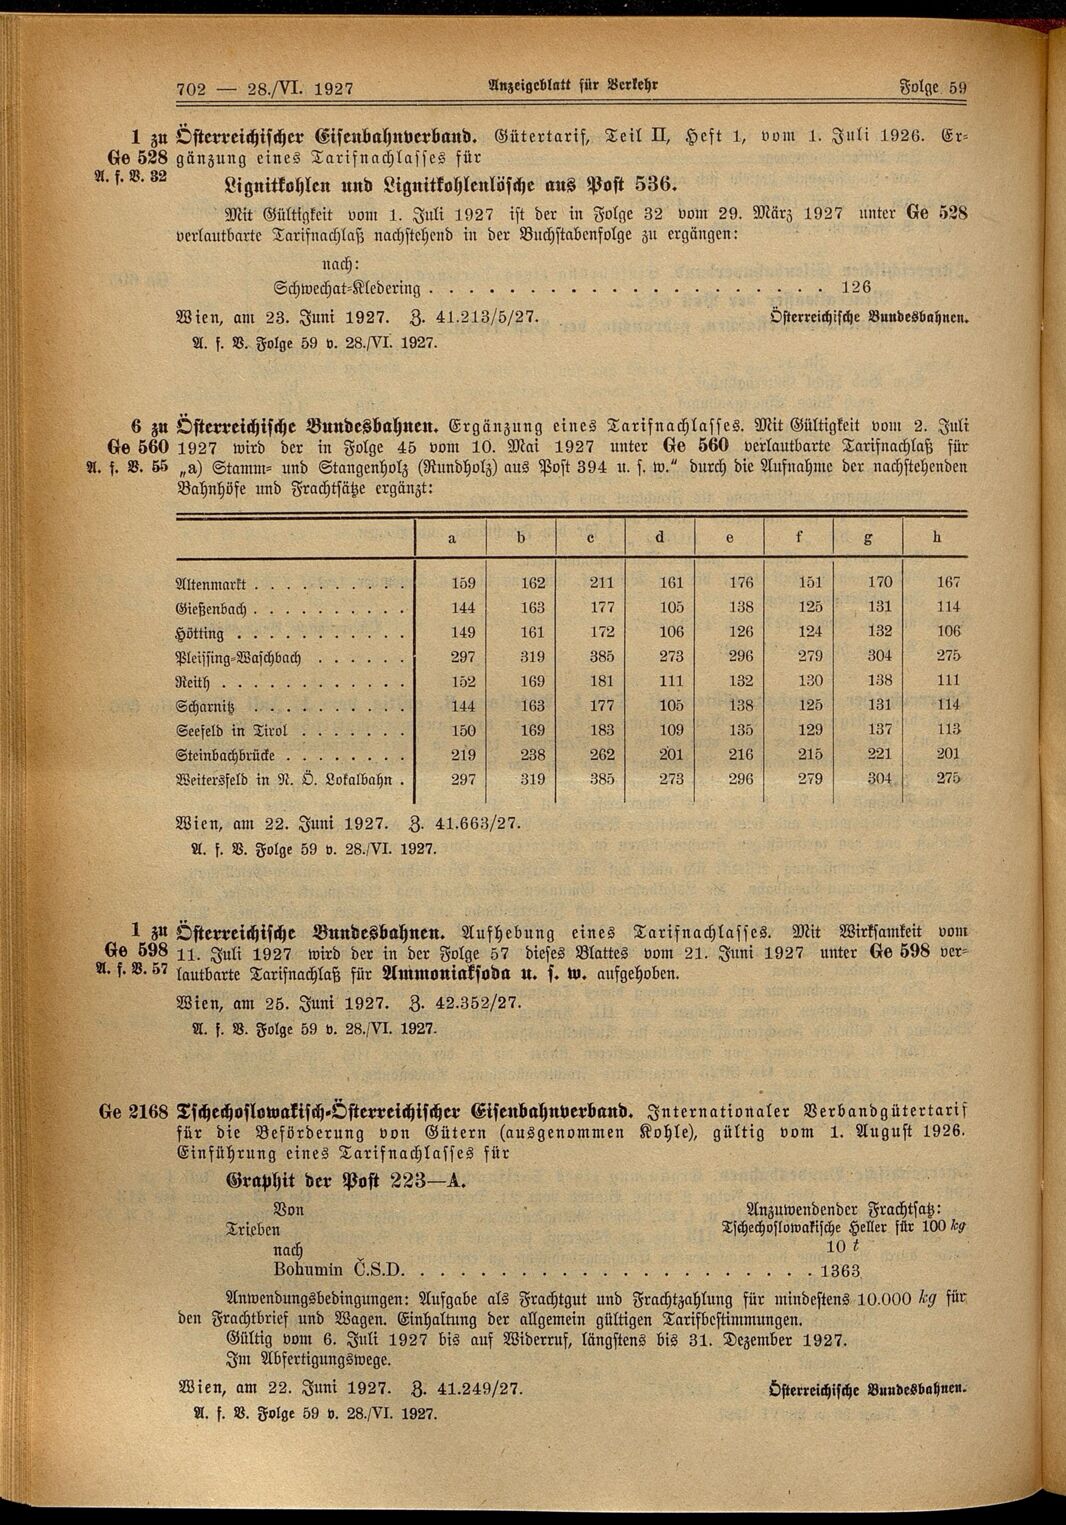 702 — 28./VI. 1927 Anzeigeblatt für Verkehr Folge 59
1 zu Österreichischer Eisenbahnverband. Gütertarif, Teil II, Heft 1, vom 1. Juli 1926. Er-
Ge 528 gänzung eines Tarifnachlasses für
A. f. V. 32
Lignitkohlen und Lignitkohlenlösche aus Post 536.
Mit Gültigkeit vom 1. Juli 1927 ist der in Folge 32 vom 29. März 1927 unter Ge 528
verlautbarte Tarifnachlaß nachstehend in der Buchstabenfolge zu ergänzen:
nach:
Schwechat-Kledering . . . . . . . . . . . . . . . . . . . . 126
Wien, am 23. Juni 1927. Z. 41.213/5/27. Österreichische Bundesbahnen.
A. f. V. Folge 59 v. 28./VI. 1927.
6 zu Österreichische Bundesbahnen. Ergänzung eines Tarifnachlasses. Mit Gültigkeit vom 2. Juli
Ge 560 1927 wird der in Folge 45 vom 10. Mai 1927 unter Ge 560 verlautbarte Tarifnachlaß für
A. f. V. 55 „a) Stamm- und Stangenholz (Rundholz) aus Post 394 u. s. w.“ durch die Aufnahme der nachstehenden
Bahnhöfe und Frachtsätze ergänzt:
a b c d e f g h
Altenmarkt . . . . . . . . . . 159 162 211 161 176 151 170 167
Gießenbach . . . . . . . . . . 144 163 177 105 138 125 131 114
Hötting . . . . . . . . . . . 149 161 172 106 126 124 132 106
Pleissing-Waschbach . . . . . . 297 319 385 273 296 279 304 275
Reith . . . . . . . . . . . . 152 169 181 111 132 130 138 111
Scharnitz . . . . . . . . . . 144 163 177 105 138 125 131 114
Seefeld in Tirol . . . . . . . 150 169 183 109 135 129 137 113
Steinbachbrücke . . . . . . . . 219 238 262 201 216 215 221 201
Weitersfeld in N. Ö. Lokalbahn . 297 319 385 273 296 279 304 275
Wien, am 22. Juni 1927. Z. 41.663/27.
A. f. V. Folge 59 v. 28./VI. 1927.
1 zu Österreichische Bundesbahnen. Aufhebung eines Tarifnachlasses. Mit Wirksamkeit vom
Ge 598 11. Juli 1927 wird der in der Folge 57 dieses Blattes vom 21. Juni 1927 unter Ge 598 ver-
A. f. V. 57 lautbarte Tarifnachlaß für Ammoniaksoda u. s. w. aufgehoben.
Wien, am 25. Juni 1927. Z. 42.352/27.
A. f. V. Folge 59 v. 28./VI. 1927.
Ge 2168 Tschechoslowakisch-Österreichischer Eisenbahnverband. Internationaler Verbandgütertarif
für die Beförderung von Gütern (ausgenommen Kohle), gültig vom 1. August 1926.
Einführung eines Tarifnachlasses für
Graphit der Post 223—A.
Von Anzuwendender Frachtsatz:
Trieben Tschechoslowakische Heller für 100 kg
nach 10 t
Bohumin Č.S.D. . . . . . . . . . . . . . . . . . . . . 1363
Anwendungsbedingungen: Aufgabe als Frachtgut und Frachtzahlung für mindestens 10.000 kg für
den Frachtbrief und Wagen. Einhaltung der allgemein gültigen Tarifbestimmungen.
Gültig vom 6. Juli 1927 bis auf Widerruf, längstens bis 31. Dezember 1927.
Im Abfertigungswege.
Wien, am 22. Juni 1927. Z. 41.249/27. Österreichische Bundesbahnen.
A. f. V. Folge 59 v. 28./VI. 1927.